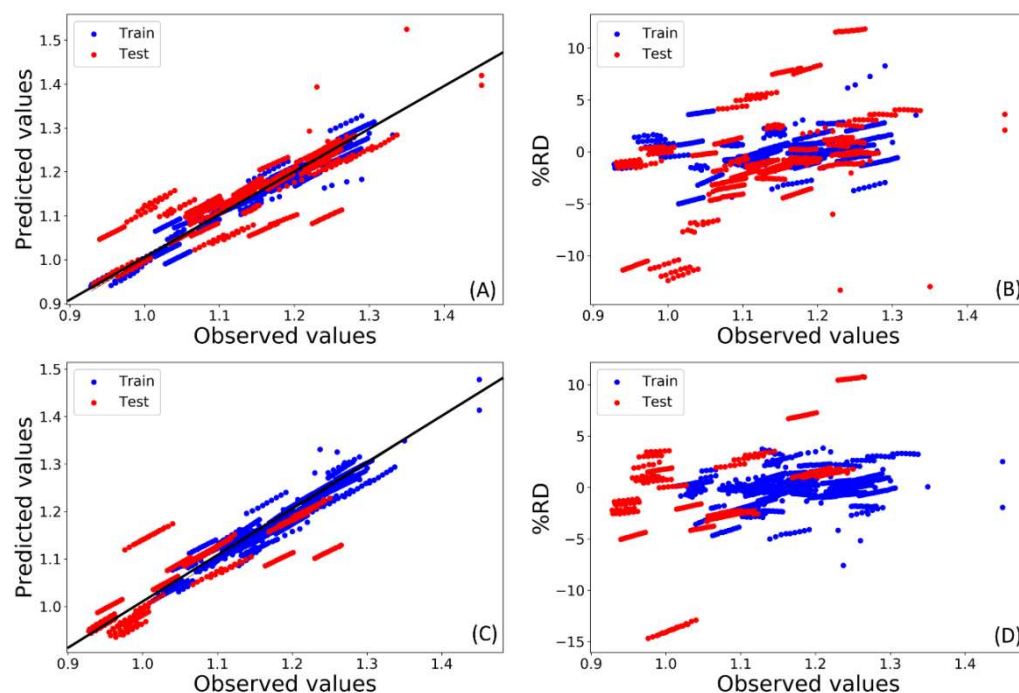 Train
Test
Predicted values
1.5
1.4
1.3
1.2
1.1
1.0
0.9
0.9 1.0 1.1 1.2 1.3 1.4
Observed values
(A)
Train
Test
%RD
10
5
0
−5
−10
0.9 1.0 1.1 1.2 1.3 1.4
Observed values
(B)
Train
Test
Predicted values
1.5
1.4
1.3
1.2
1.1
1.0
0.9 1.0 1.1 1.2 1.3 1.4
Observed values
(C)
Train
Test
%RD
10
5
0
−5
−10
−15
0.9 1.0 1.1 1.2 1.3 1.4
Observed values
(D)